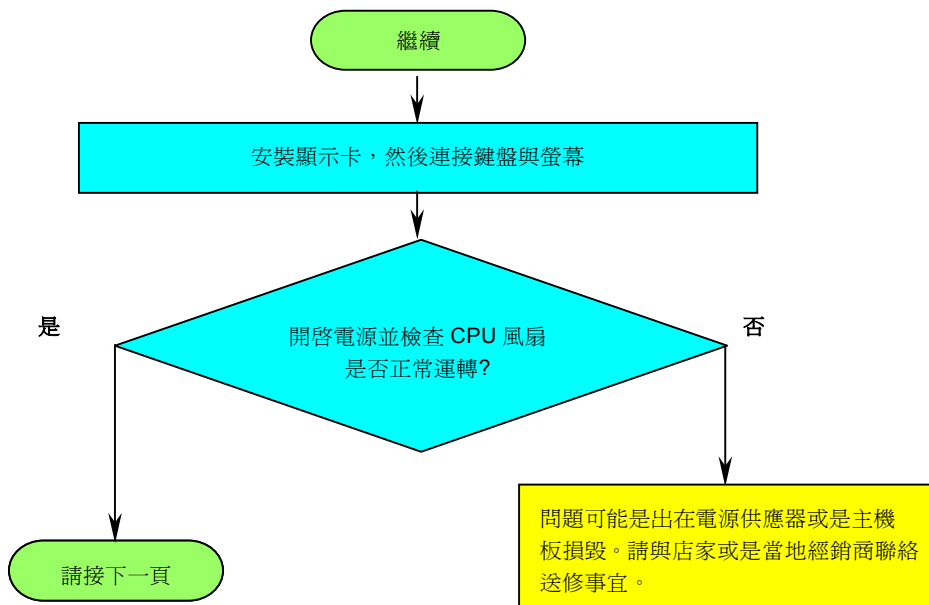 繼續
安裝顯示卡，然後連接鍵盤與螢幕
是
否
開啓電源並檢查 CPU 風扇
是否正常運轉?
問題可能是出在電源供應器或是主機
板損毀。請與店家或是當地經銷商聯絡
送修事宜。
請接下一頁